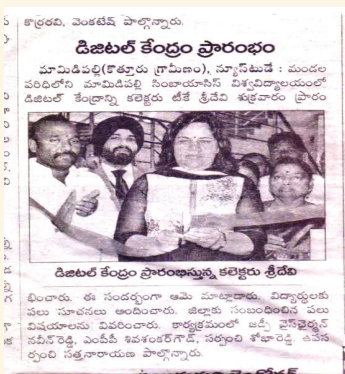 కొర్రరవి, వెంకటేష్ పాల్గొన్నారు.
డిజిటల్ కేంద్రం ప్రారంభం
మామిడిపల్లి(కొత్తూరు గ్రామీణం), న్యూస్‌టుడే : మండల
పరిధిలోని మామిడిపల్లి సింబయాసిస్ విశ్వవిద్యాలయంలో
డిజిటల్ కేంద్రాన్ని కలెక్టరు టీకే శ్రీదేవి శుక్రవారం ప్రారం
డిజిటల్ కేంద్రం ప్రారంభిస్తున్న కలెక్టరు శ్రీదేవి
భించారు. ఈ సందర్భంగా ఆమె మాట్లాడారు. విద్యార్థులకు
పలు సూచనలు అందించారు. జిల్లాకు సంబంధించిన పలు
విషయాలను వివరించారు. కార్యక్రమంలో జడ్పీ వైస్‌ఛైర్మన్
నవీన్‌రెడ్డి, ఎంపీపీ శివశంకర్‌గౌడ్, సర్పంచి శోభారెడ్డి, ఉపస
ర్పంచి సత్తనారాయణ పాల్గొన్నారు.